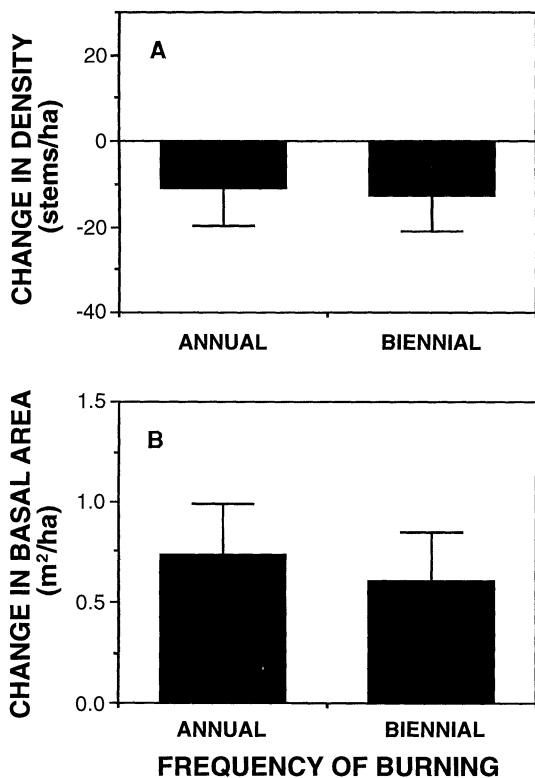 CHANGE IN DENSITY
(stems/ha)
A
20
0
-20
-40
ANNUAL BIENNIAL
CHANGE IN BASAL AREA
(m²/ha)
B
1.5
1.0
0.5
0.0
ANNUAL BIENNIAL
FREQUENCY OF BURNING